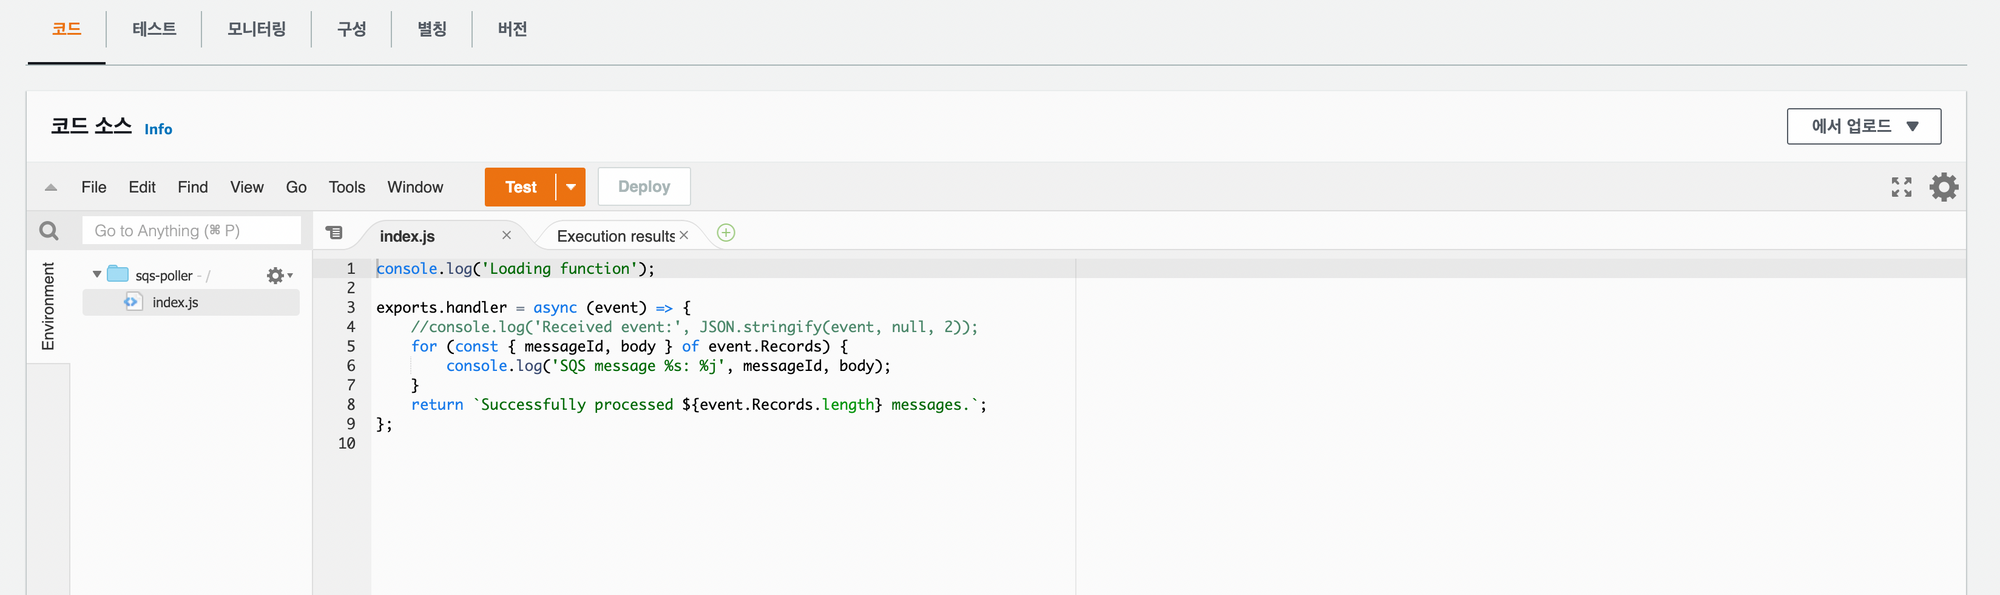 코드 테스트 모니터링 구성 별칭 버전
코드 소스 Info 에서 업로드 ▼
File Edit Find View Go Tools Window Test Deploy
Go to Anything (⌘ P) index.js Execution results
Environment
sqs-poller - /
index.js
1 console.log('Loading function');
2
3 exports.handler = async (event) => {
4     //console.log('Received event:', JSON.stringify(event, null, 2));
5     for (const { messageId, body } of event.Records) {
6         console.log('SQS message %s: %j', messageId, body);
7     }
8     return `Successfully processed ${event.Records.length} messages.`;
9 };
10